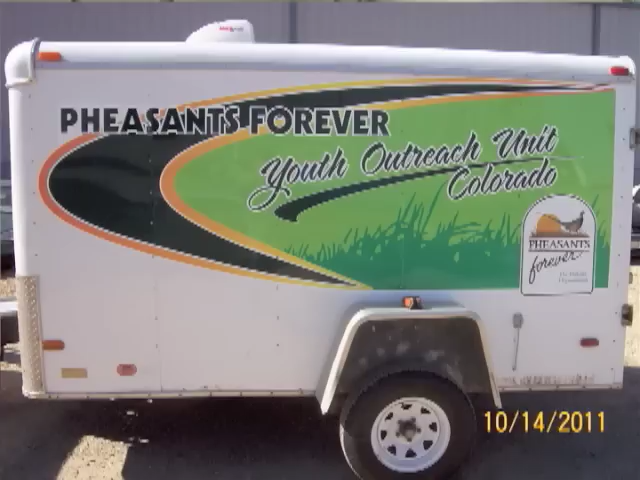 PHEASANTS FOREVER
Youth Outreach Unit
Colorado
PHEASANTS
forever
10/14/2011